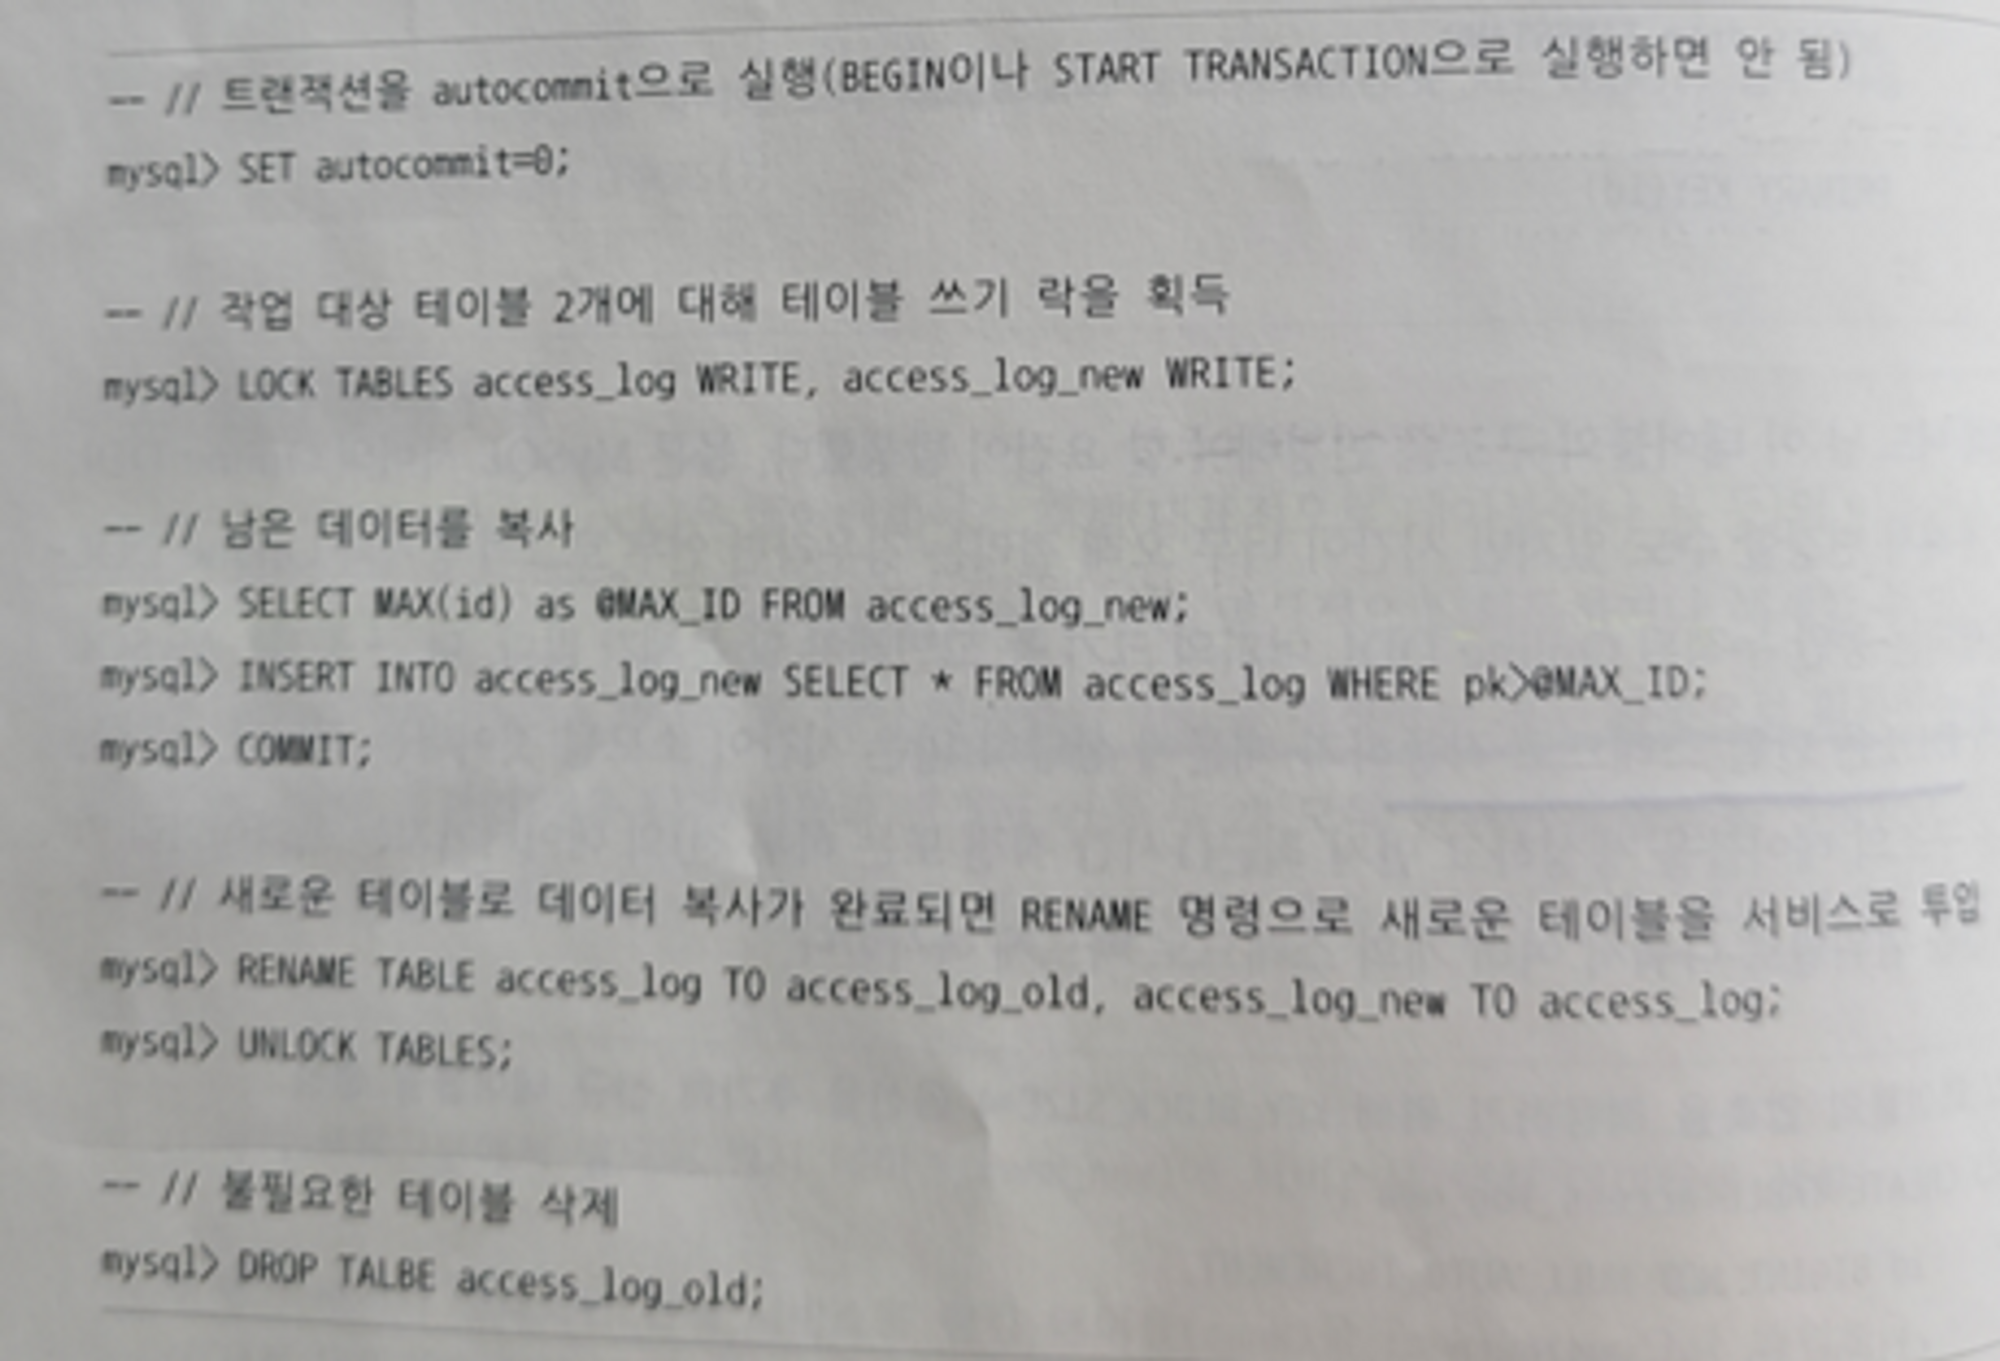 -- // 트랜잭션을 autocommit으로 실행(BEGIN이나 START TRANSACTION으로 실행하면 안 됨)
mysql> SET autocommit=0;
-- // 작업 대상 테이블 2개에 대해 테이블 쓰기 락을 획득
mysql> LOCK TABLES access_log WRITE, access_log_new WRITE;
-- // 남은 데이터를 복사
mysql> SELECT MAX(id) as @MAX_ID FROM access_log_new;
mysql> INSERT INTO access_log_new SELECT * FROM access_log WHERE pk>@MAX_ID;
mysql> COMMIT;
-- // 새로운 테이블로 데이터 복사가 완료되면 RENAME 명령으로 새로운 테이블을 서비스로 투입
mysql> RENAME TABLE access_log TO access_log_old, access_log_new TO access_log;
mysql> UNLOCK TABLES;
-- // 불필요한 테이블 삭제
mysql> DROP TALBE access_log_old;